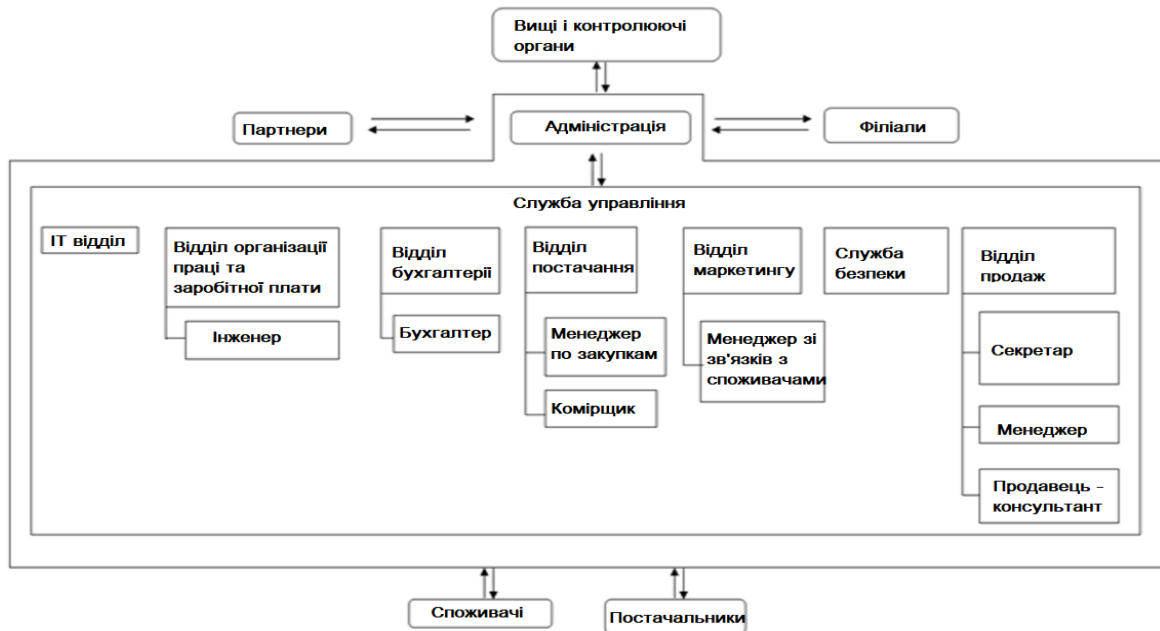 Вищі і контролюючі
органи
Партнери
Адміністрація
Філіали
Служба управління
ІТ відділ
Відділ організації
праці та
заробітної плати
Інженер
Відділ
бухгалтерії
Бухгалтер
Відділ
постачання
Менеджер
по закупкам
Комірщик
Відділ
маркетингу
Менеджер зі
зв'язків з
споживачами
Служба
безпеки
Відділ
продаж
Секретар
Менеджер
Продавець -
консультант
Споживачі
Постачальники